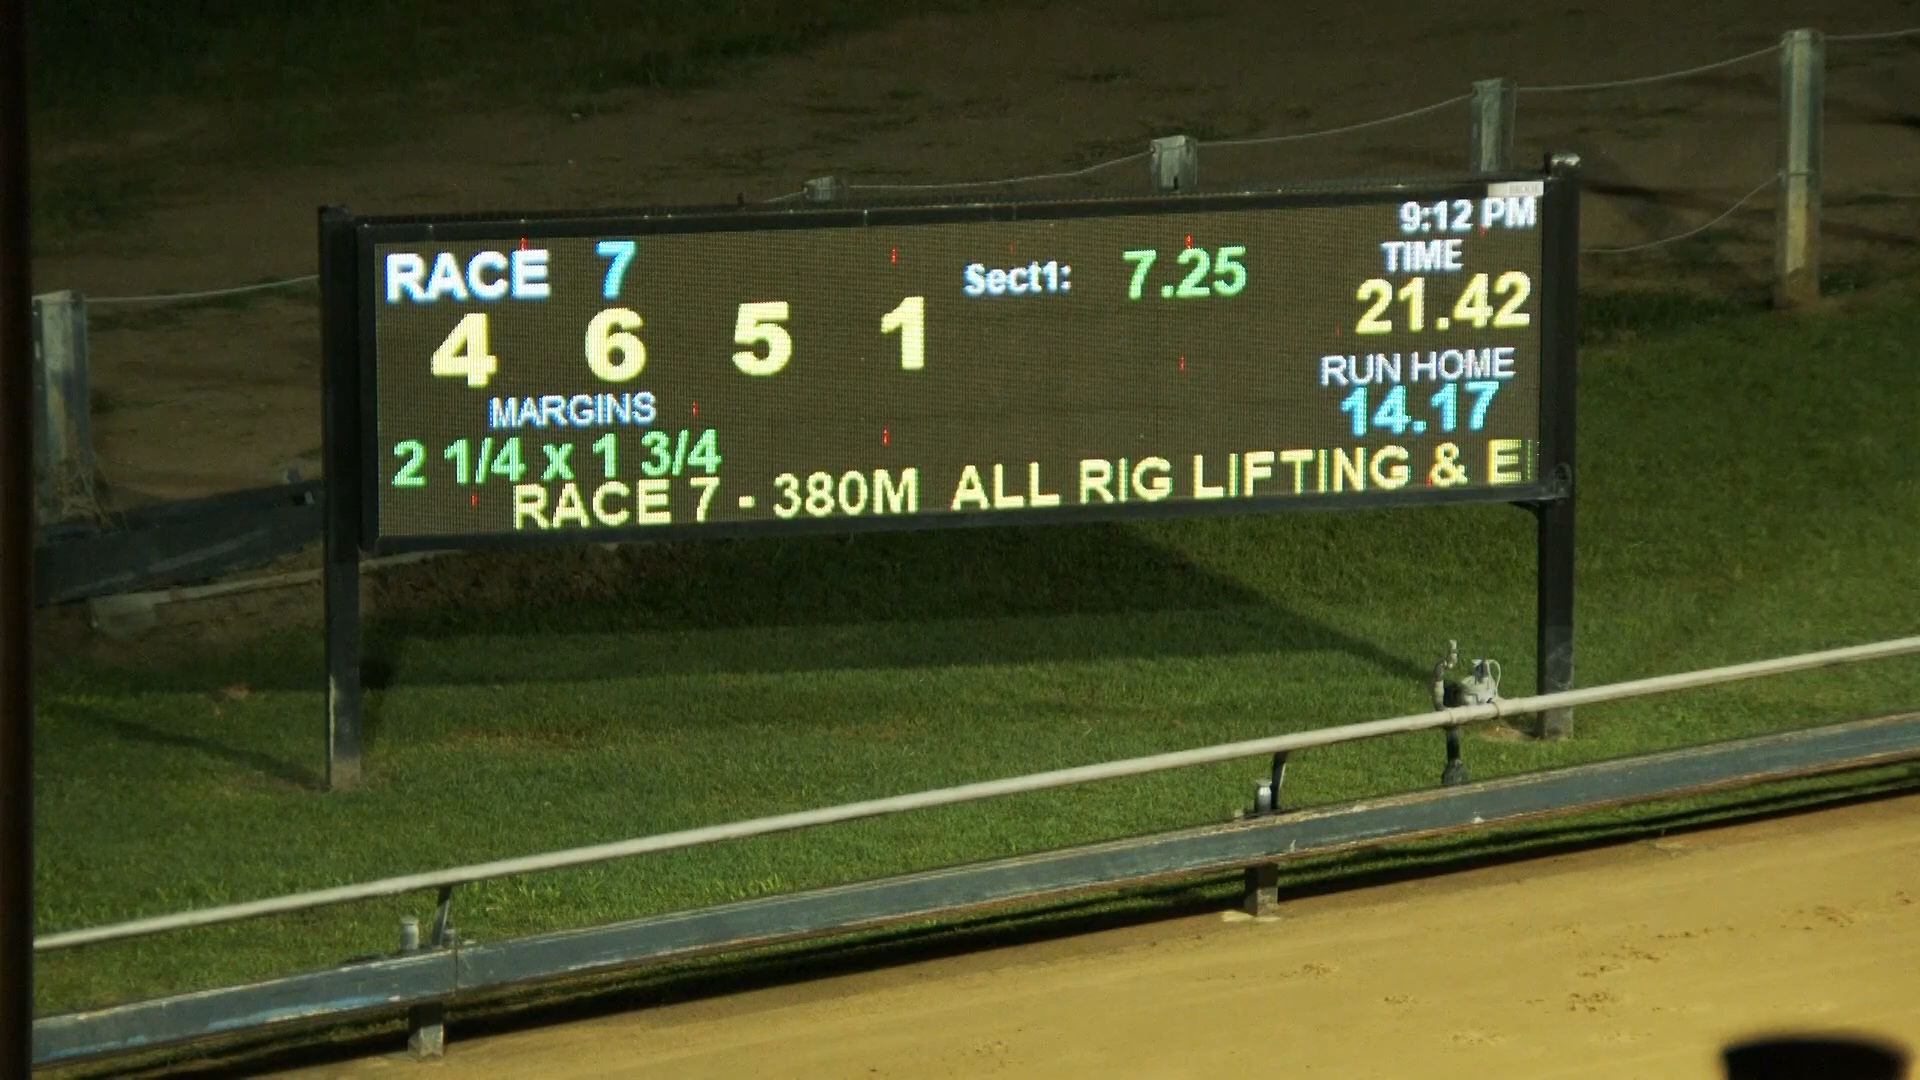 9:12 PM
RACE 7 Sect1: 7.25 TIME
21.42
4 6 5 1
RUN HOME
14.17
MARGINS
2 1/4 x 1 3/4
RACE 7 - 380M ALL RIG LIFTING &